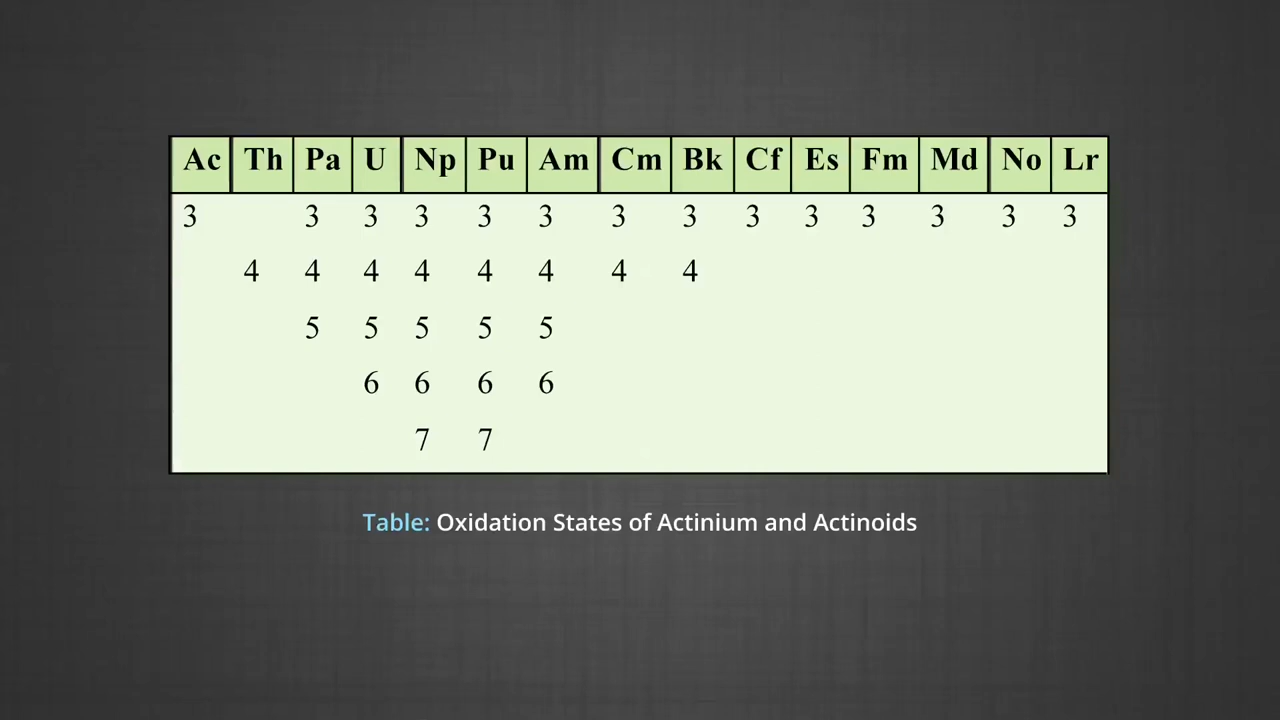 Ac Th Pa U Np Pu Am Cm Bk Cf Es Fm Md No Lr
3 3 3 3 3 3 3 3 3 3 3 3 3 3
4 4 4 4 4 4 4 4
5 5 5 5 5
6 6 6 6
7 7
Table: Oxidation States of Actinium and Actinoids